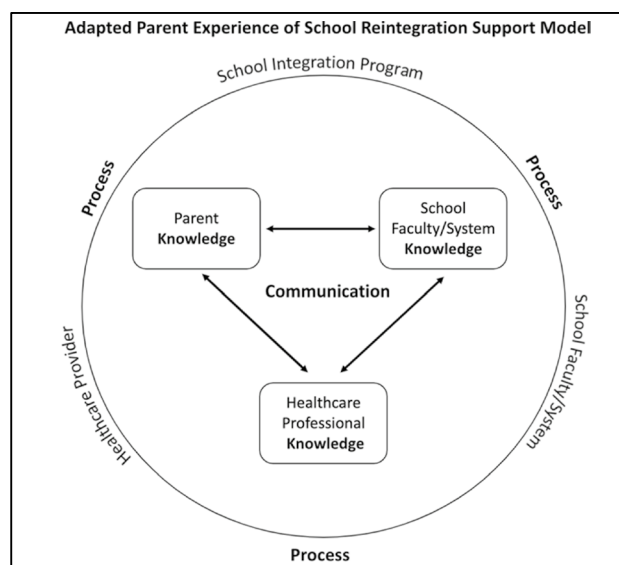 Adapted Parent Experience of School Reintegration Support Model
School Integration Program
Process
Process
Parent
Knowledge
School
Faculty/System
Knowledge
Communication
Healthcare Provider
School Faculty/System
Healthcare
Professional
Knowledge
Process